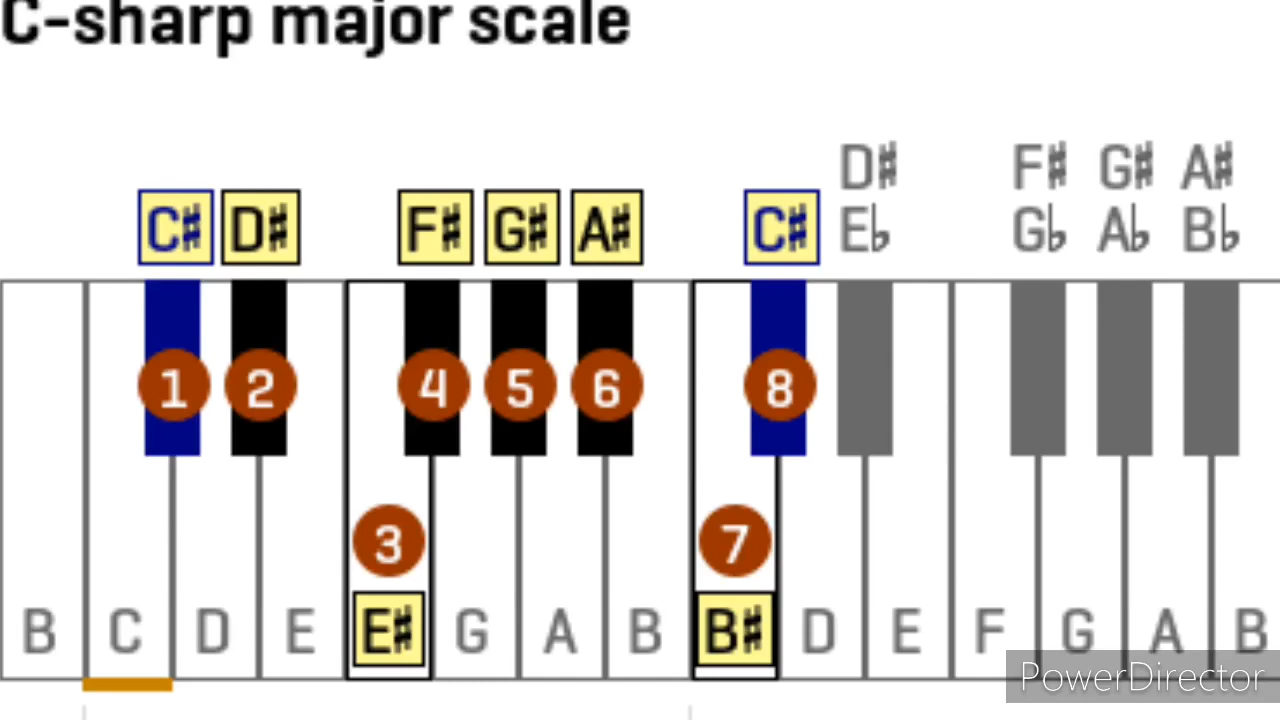 C-sharp major scale
D♯ F♯ G♯ A♯
C♯ D♯ F♯ G♯ A♯ C♯ E♭ G♭ A♭ B♭
1 2 4 5 6 8
3 7
B C D E E♯ G A B B♯ D E F G A B
PowerDirector